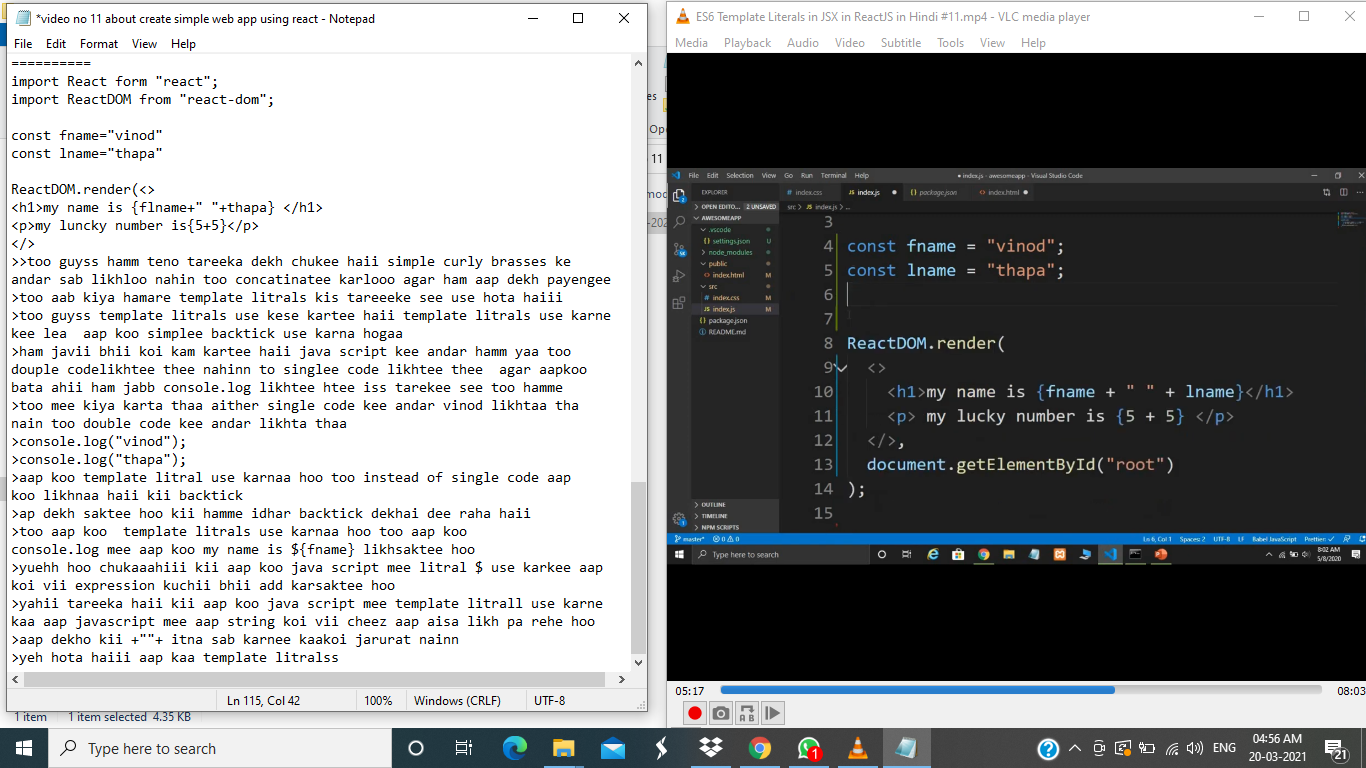 *video no 11 about create simple web app using react - Notepad
File Edit Format View Help
==========
import React form "react";
import ReactDOM from "react-dom";
const fname="vinod"
const lname="thapa"
ReactDOM.render(<>
<h1>my name is {flname+" "+thapa} </h1>
<p>my luncky number is{5+5}</p>
</>
>>too guyss hamm teno tareeka dekh chukee haii simple curly brasses ke
andar sab likhloo nahin too concatinatee karlooo agar ham aap dekh payengee
>too aab kiya hamare template litrals kis tareeeke see use hota haiii
>too guyss template litrals use kese kartee haii template litrals use karne
kee lea  aap koo simplee backtick use karna hogaa
>ham javii bhii koi kam kartee haii java script kee andar hamm yaa too
douple codelikhtee thee nahinn to singlee code likhtee thee  agar aapkoo
bata ahii ham jabb console.log likhtee htee iss tarekee see too hamme
>too mee kiya karta thaa aither single code kee andar vinod likhtaa tha
nain too double code kee andar likhta thaa
>console.log("vinod");
>console.log("thapa");
>aap koo template litral use karnaa hoo too instead of single code aap
koo likhnaa haii kii backtick
>ap dekh saktee hoo kii hamme idhar backtick dekhai dee raha haii
>too aap koo  template litrals use karnaa hoo too aap koo
console.log mee aap koo my name is ${fname} likhsaktee hoo
>yuehh hoo chukaaahiii kii aap koo java script mee litral $ use karkee aap
koi vii expression kuchii bhii add karsaktee hoo
>yahii tareeka haii kii aap koo java script mee template litrall use karne
kaa aap javascript mee aap string koi vii cheez aap aisa likh pa rehe hoo
>aap dekho kii +""+ itna sab karnee kaakoi jarurat nainn
>yeh hota haiii aap kaa template litralss
Ln 115, Col 42 100% Windows (CRLF) UTF-8
1 item 1 item selected 4.35 KB
ES6 Template Literals in JSX in ReactJS in Hindi #11.mp4 - VLC media player
Media Playback Audio Video Subtitle Tools View Help
File Edit Selection View Go Run Terminal Help
● index.js - awesomeapp - Visual Studio Code
EXPLORER
index.css
index.js
package.json
index.html
OPEN EDITO... 2 UNSAVED
src > JS index.js > ...
AWESOMEAPP
.vscode
settings.json U
node_modules
public
index.html M
src
index.css M
index.js M
package.json
README.md
OUTLINE
TIMELINE
NPM SCRIPTS
3
4 const fname = "vinod";
5 const lname = "thapa";
6
7
8 ReactDOM.render(
9 <>
10 <h1>my name is {fname + " " + lname}</h1>
11 <p> my lucky number is {5 + 5} </p>
12 </>,
13 document.getElementById("root")
14 );
15
master* 0 0 Ln 6, Col 1 Spaces: 2 UTF-8 LF Babel JavaScript Prettier: ✓
Type here to search
ENG 8:02 AM
5/8/2020
05:17
08:03
Type here to search
ENG
04:56 AM
20-03-2021
21
1